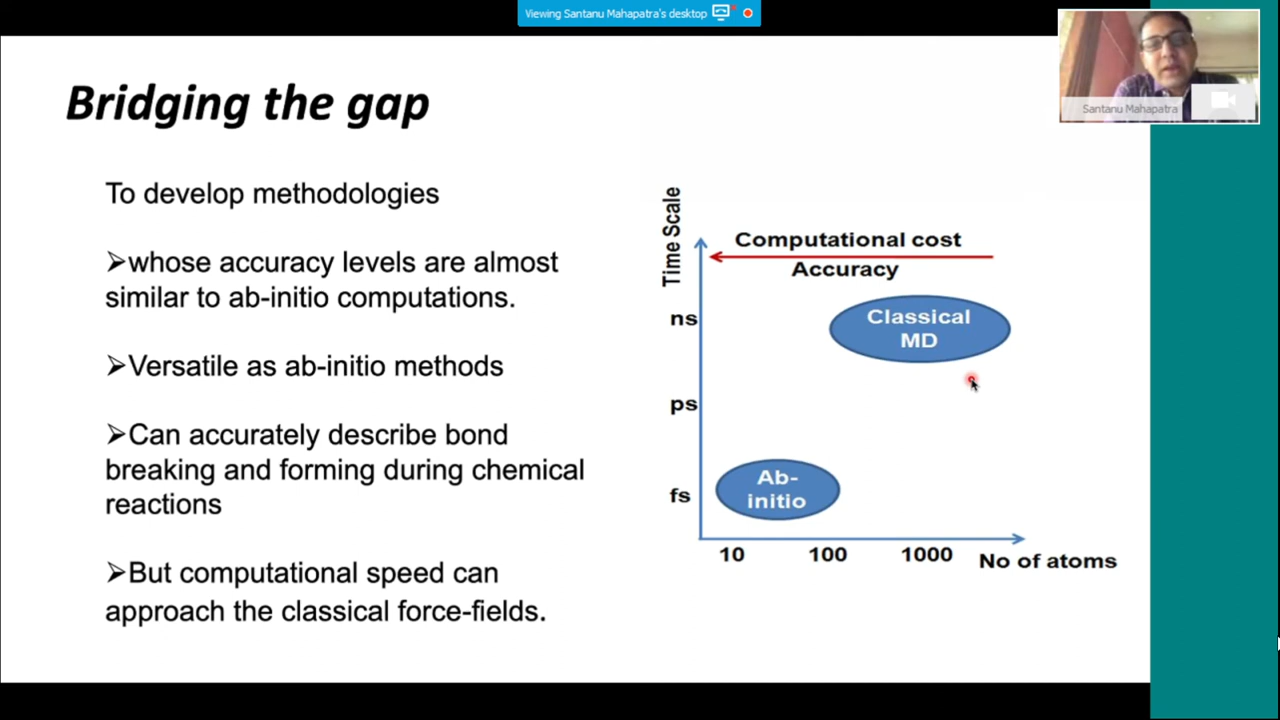 Viewing Santanu Mahapatra's desktop
Santanu Mahapatra
Bridging the gap
To develop methodologies
➢whose accuracy levels are almost
similar to ab-initio computations.
➢Versatile as ab-initio methods
➢Can accurately describe bond
breaking and forming during chemical
reactions
➢But computational speed can
approach the classical force-fields.
Time Scale
Computational cost
Accuracy
ns
Classical
MD
ps
Ab-
initio
fs
10
100
1000
No of atoms